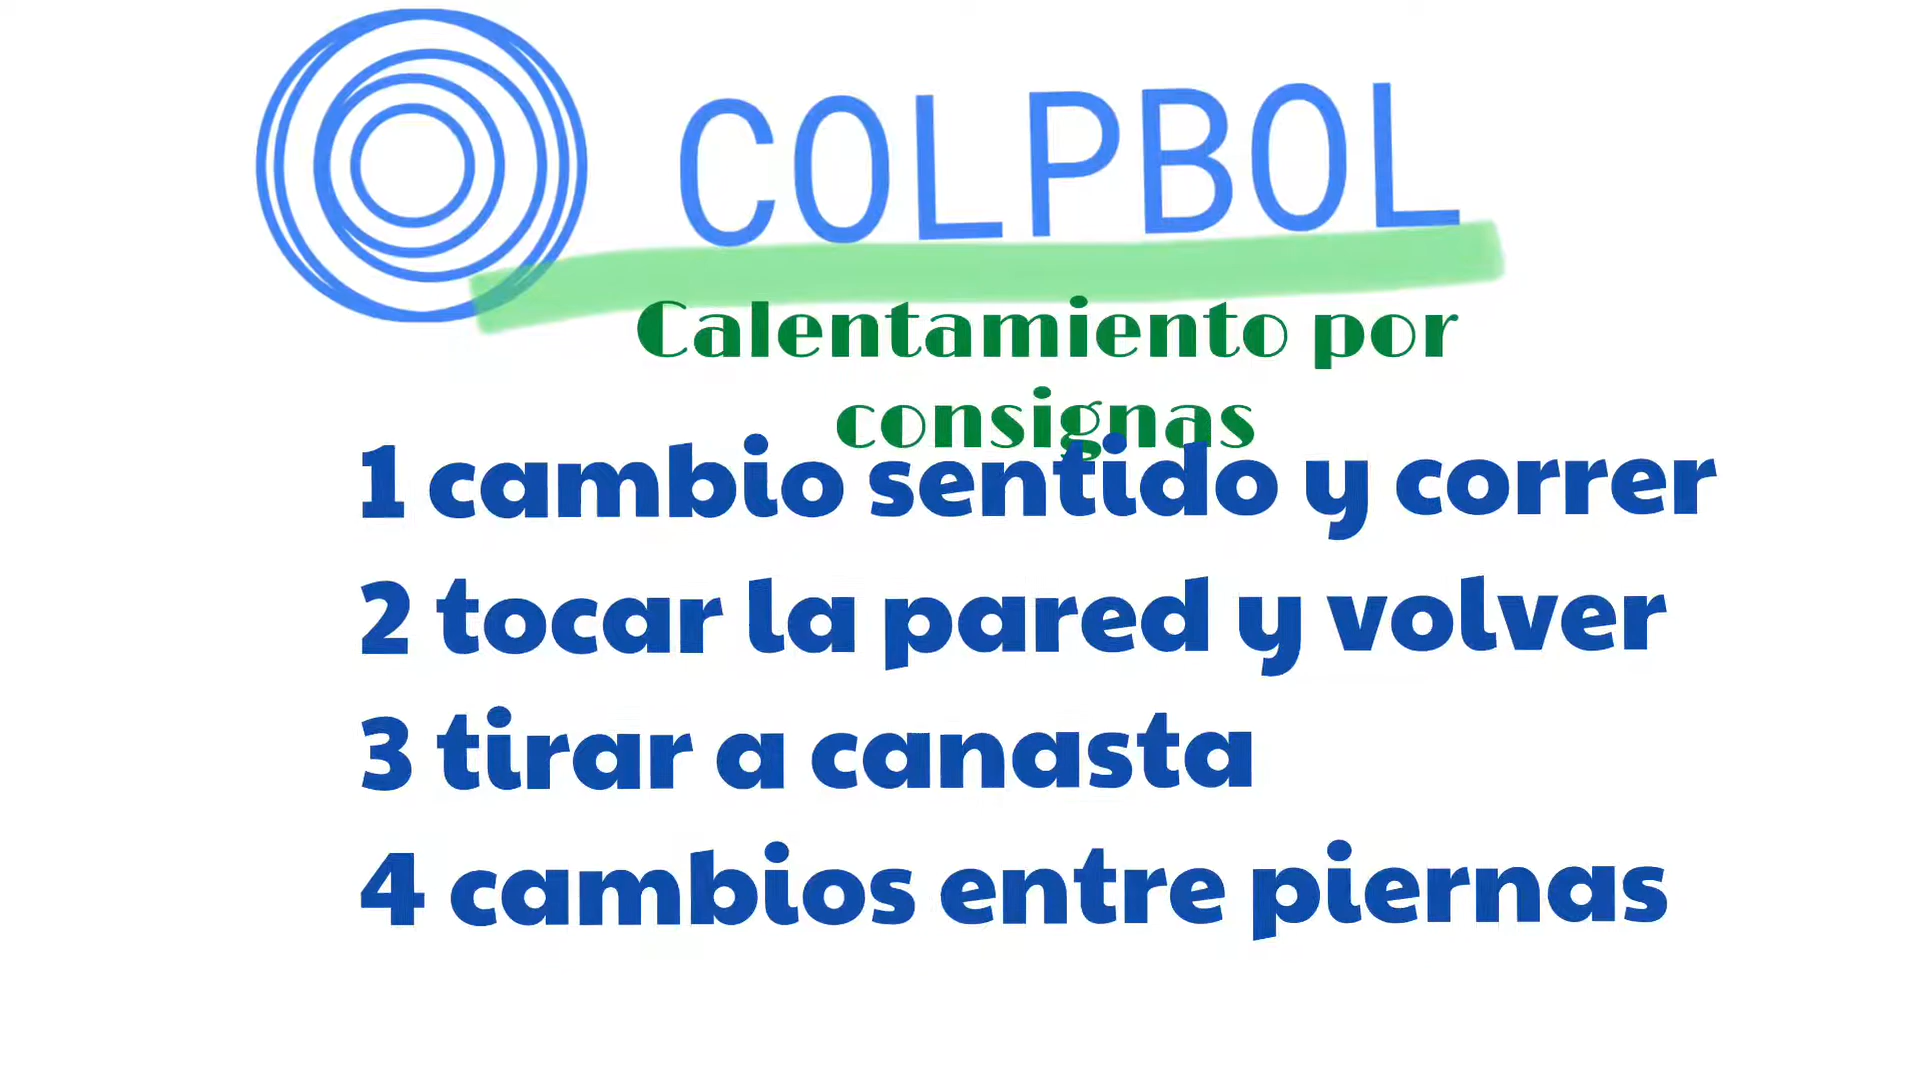 COLPBOL
Calentamiento por
consignas
1 cambio sentido y correr
2 tocar la pared y volver
3 tirar a canasta
4 cambios entre piernas